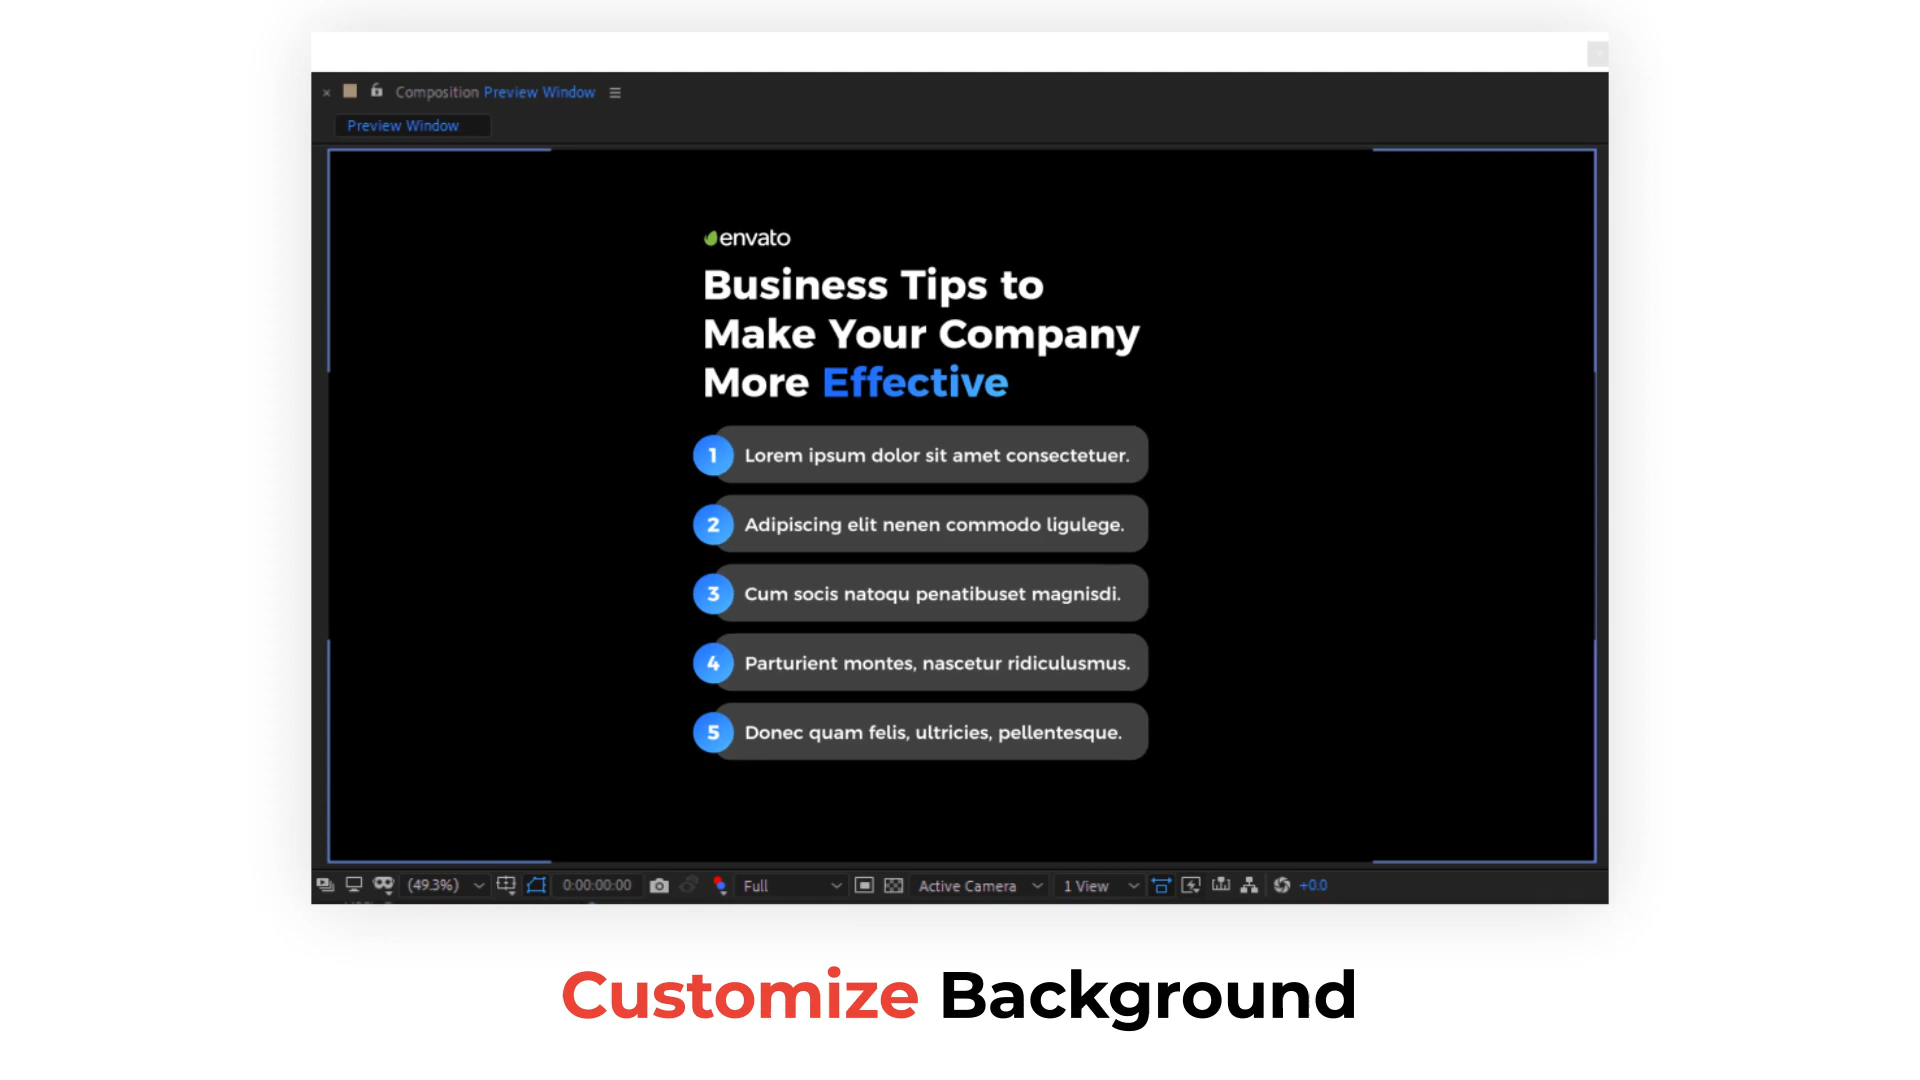 Composition Preview Window
Preview Window
envato
Business Tips to
Make Your Company
More Effective
1 Lorem ipsum dolor sit amet consectetuer.
2 Adipiscing elit nenen commodo ligulege.
3 Cum socis natoqu penatibuset magnisdi.
4 Parturient montes, nascetur ridiculusmus.
5 Donec quam felis, ultricies, pellentesque.
(49.3%) 0:00:00:00 Full Active Camera 1 View +0.0
Customize Background